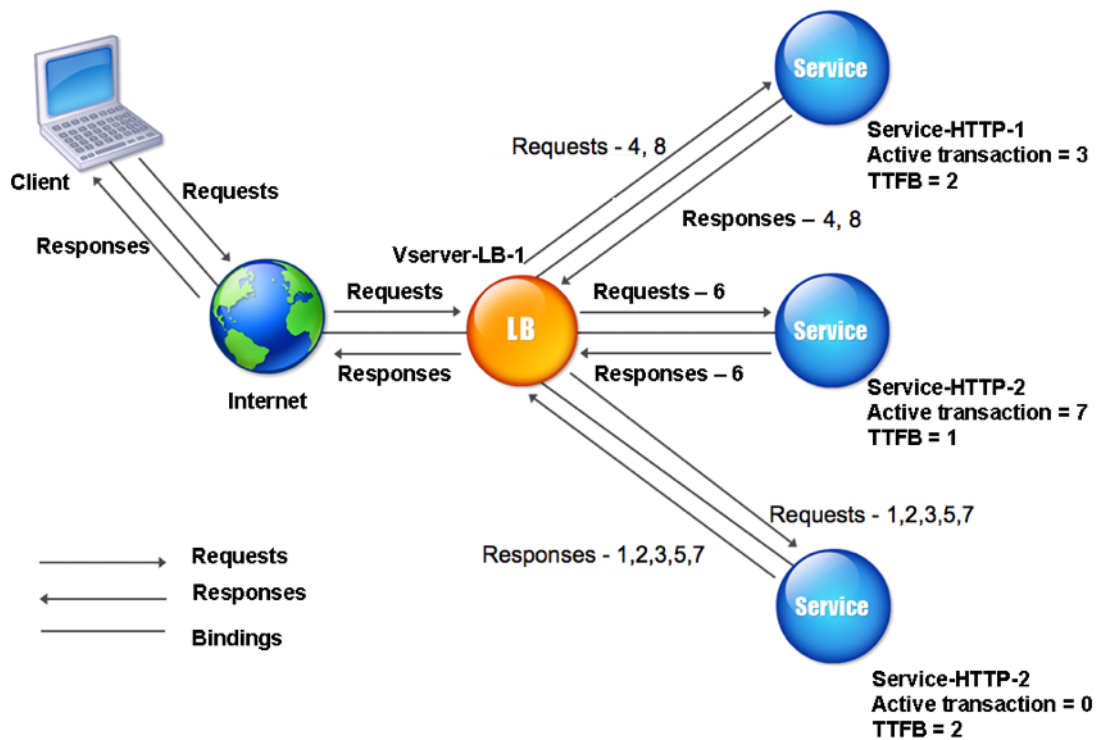 Service
Service-HTTP-1
Active transaction = 3
TTFB = 2
Requests - 4, 8
Responses – 4, 8
Client
Requests
Responses
Vserver-LB-1
Requests
LB
Responses
Internet
Requests – 6
Responses – 6
Service
Service-HTTP-2
Active transaction = 7
TTFB = 1
Requests - 1,2,3,5,7
Responses - 1,2,3,5,7
Service
Service-HTTP-2
Active transaction = 0
TTFB = 2
Requests
Responses
Bindings